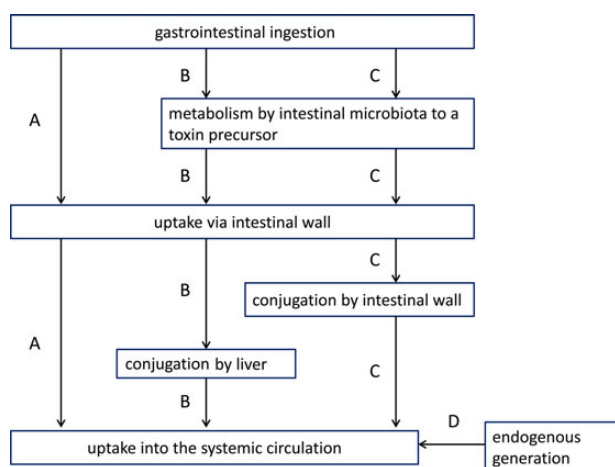 gastrointestinal ingestion
B
C
A
metabolism by intestinal microbiota to a
toxin precursor
B
C
uptake via intestinal wall
C
B
conjugation by intestinal wall
A
conjugation by liver
C
B
D
uptake into the systemic circulation
endogenous
generation